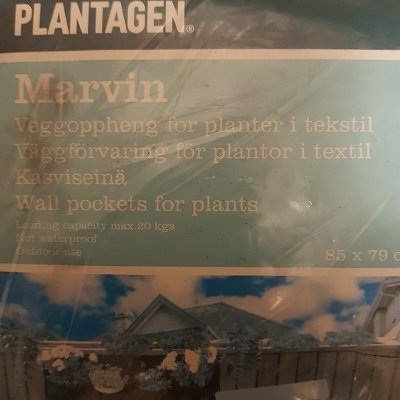 PLANTAGEN®
Marvin
Veggoppheng for planter i tekstil
Väggförvaring för plantor i textil
Kasviseinä
Wall pockets for plants
Loading capacity max 20 kgs
Not waterproof
Outdoor use
85 x 79 c